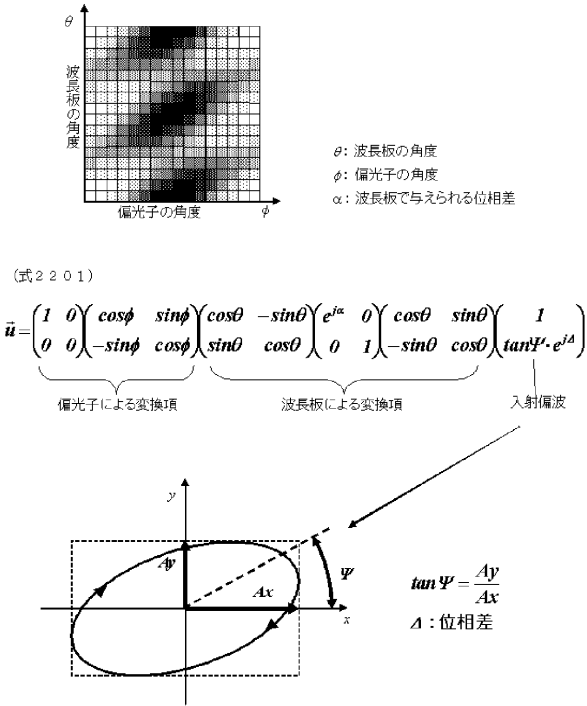 θ
波長板の角度
偏光子の角度 φ
θ：波長板の角度
φ：偏光子の角度
α：波長板で与えられる位相差
（式２２０１）
u⃗ = (1 0; 0 0)(cosφ sinφ; −sinφ cosφ)(cosθ −sinθ; sinθ cosθ)(e^{jα} 0; 0 1)(cosθ sinθ; −sinθ cosθ)(1; tanΨ・e^{jΔ})
偏光子による変換項 波長板による変換項 入射偏波
y
Ay
Ax
Ψ
x
tanΨ = Ay/Ax
Δ：位相差